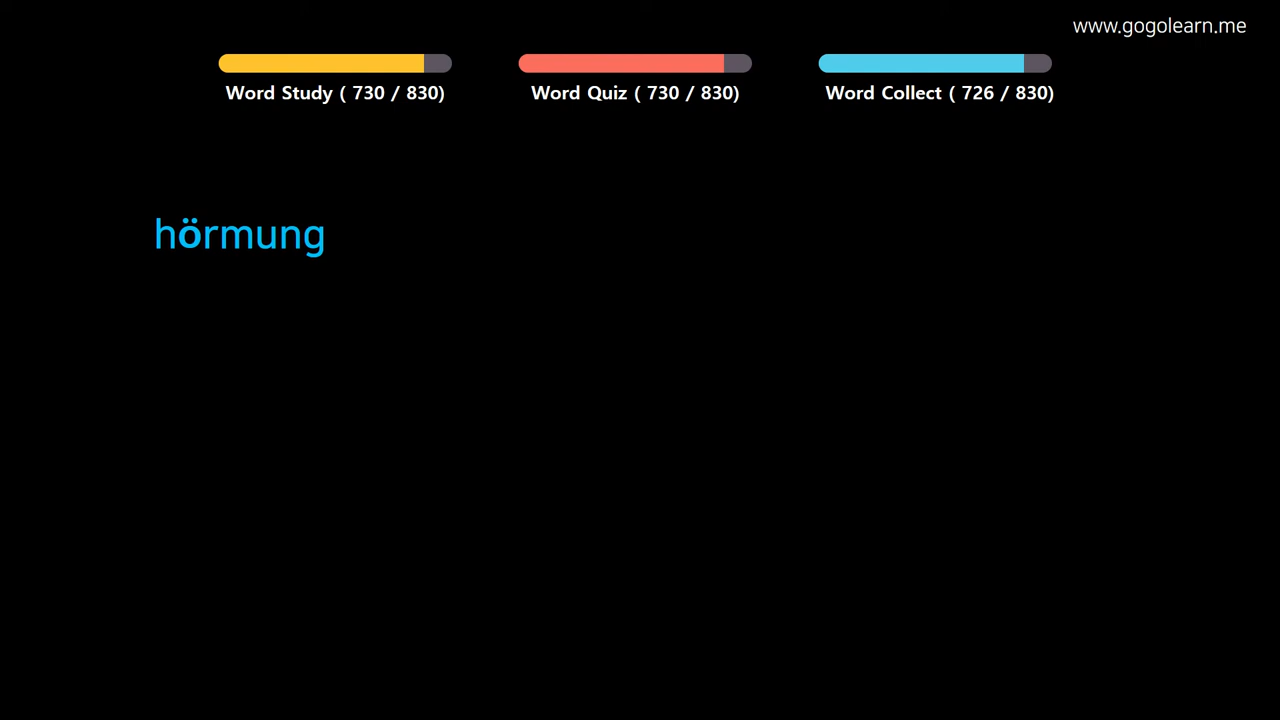 www.gogolearn.me
Word Study ( 730 / 830)
Word Quiz ( 730 / 830)
Word Collect ( 726 / 830)
hörmung